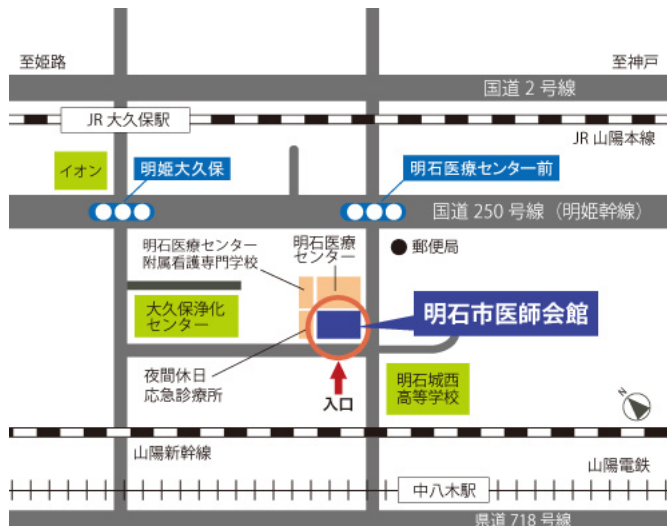 至姫路
至神戸
国道2号線
JR大久保駅
JR山陽本線
イオン
明姫大久保
明石医療センター前
国道250号線（明姫幹線）
明石医療センター
附属看護専門学校
明石医療
センター
郵便局
大久保浄化
センター
明石市医師会館
夜間休日
応急診療所
入口
明石城西
高等学校
N
山陽新幹線
山陽電鉄
中八木駅
県道718号線